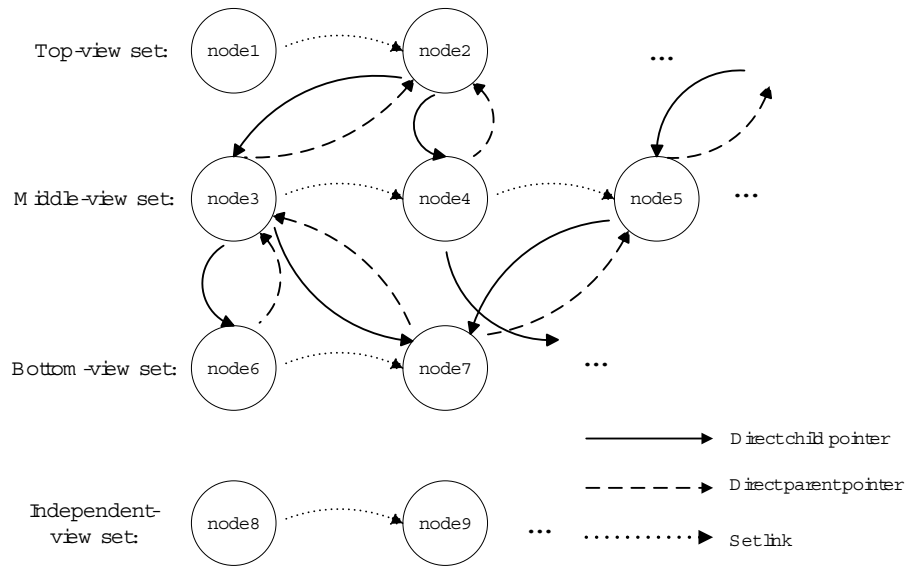 Top-view set:
node1
node2
...
Middle-view set:
node3
node4
node5
...
Bottom-view set:
node6
node7
...
Direct child pointer
Direct parent pointer
Independent-
view set:
node8
node9
...
Set link